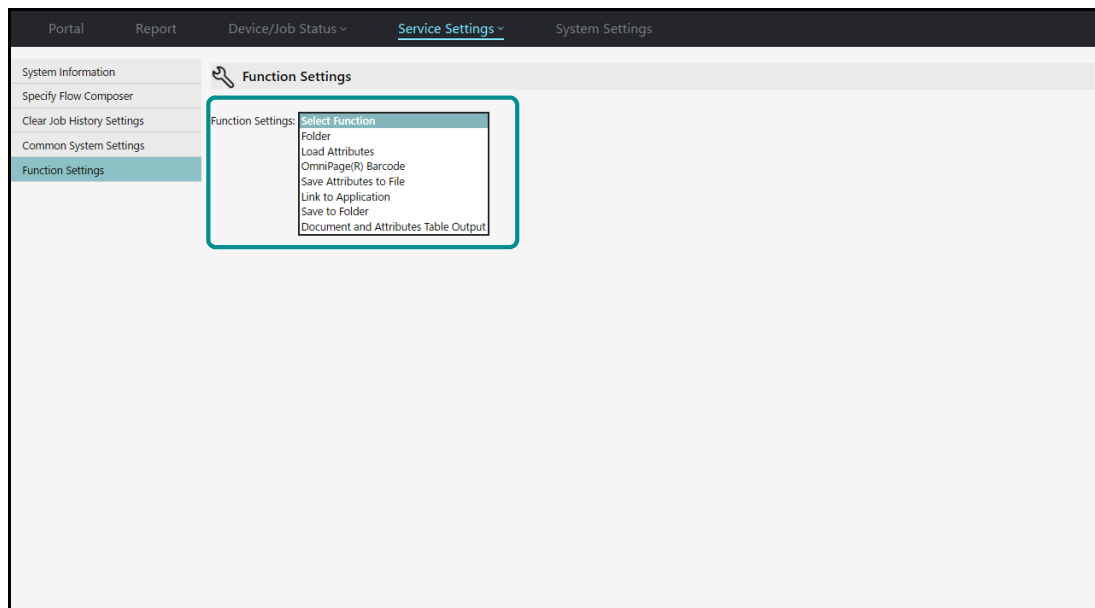 Portal Report Device/Job Status Service Settings System Settings
System Information
Specify Flow Composer
Clear Job History Settings
Common System Settings
Function Settings
Function Settings
Function Settings: Select Function
Folder
Load Attributes
OmniPage(R) Barcode
Save Attributes to File
Link to Application
Save to Folder
Document and Attributes Table Output